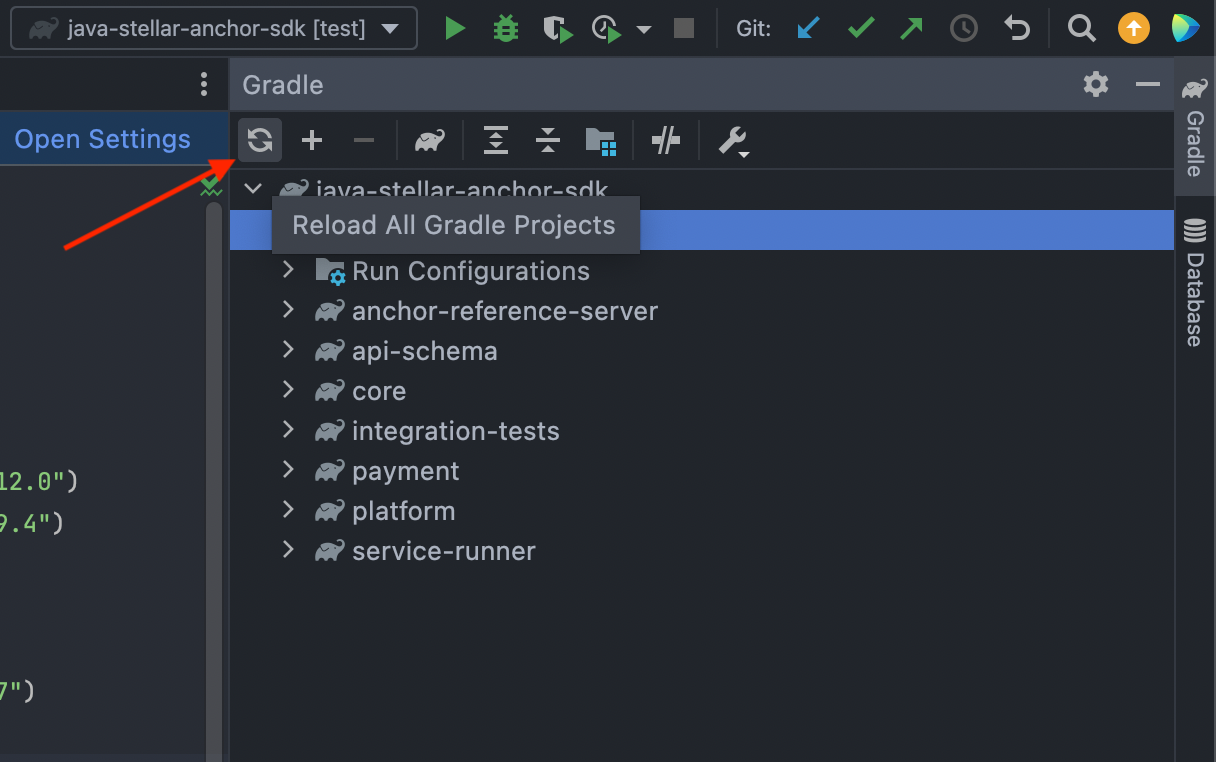 java-stellar-anchor-sdk [test]
Git:
Gradle
Open Settings
java-stellar-anchor-sdk
Reload All Gradle Projects
Run Configurations
anchor-reference-server
api-schema
core
integration-tests
payment
platform
service-runner
12.0")
9.4")
7")
Gradle
Database